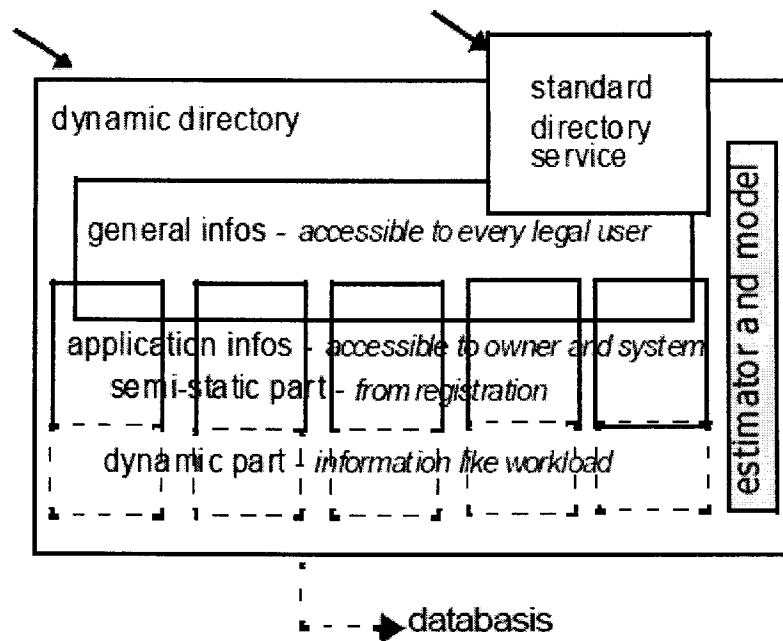 standard
directory
service
dynamic directory
general infos - accessible to every legal user
application infos - accessible to owner and system
semi-static part - from registration
dynamic part - information like workload
estimator and model
databasis